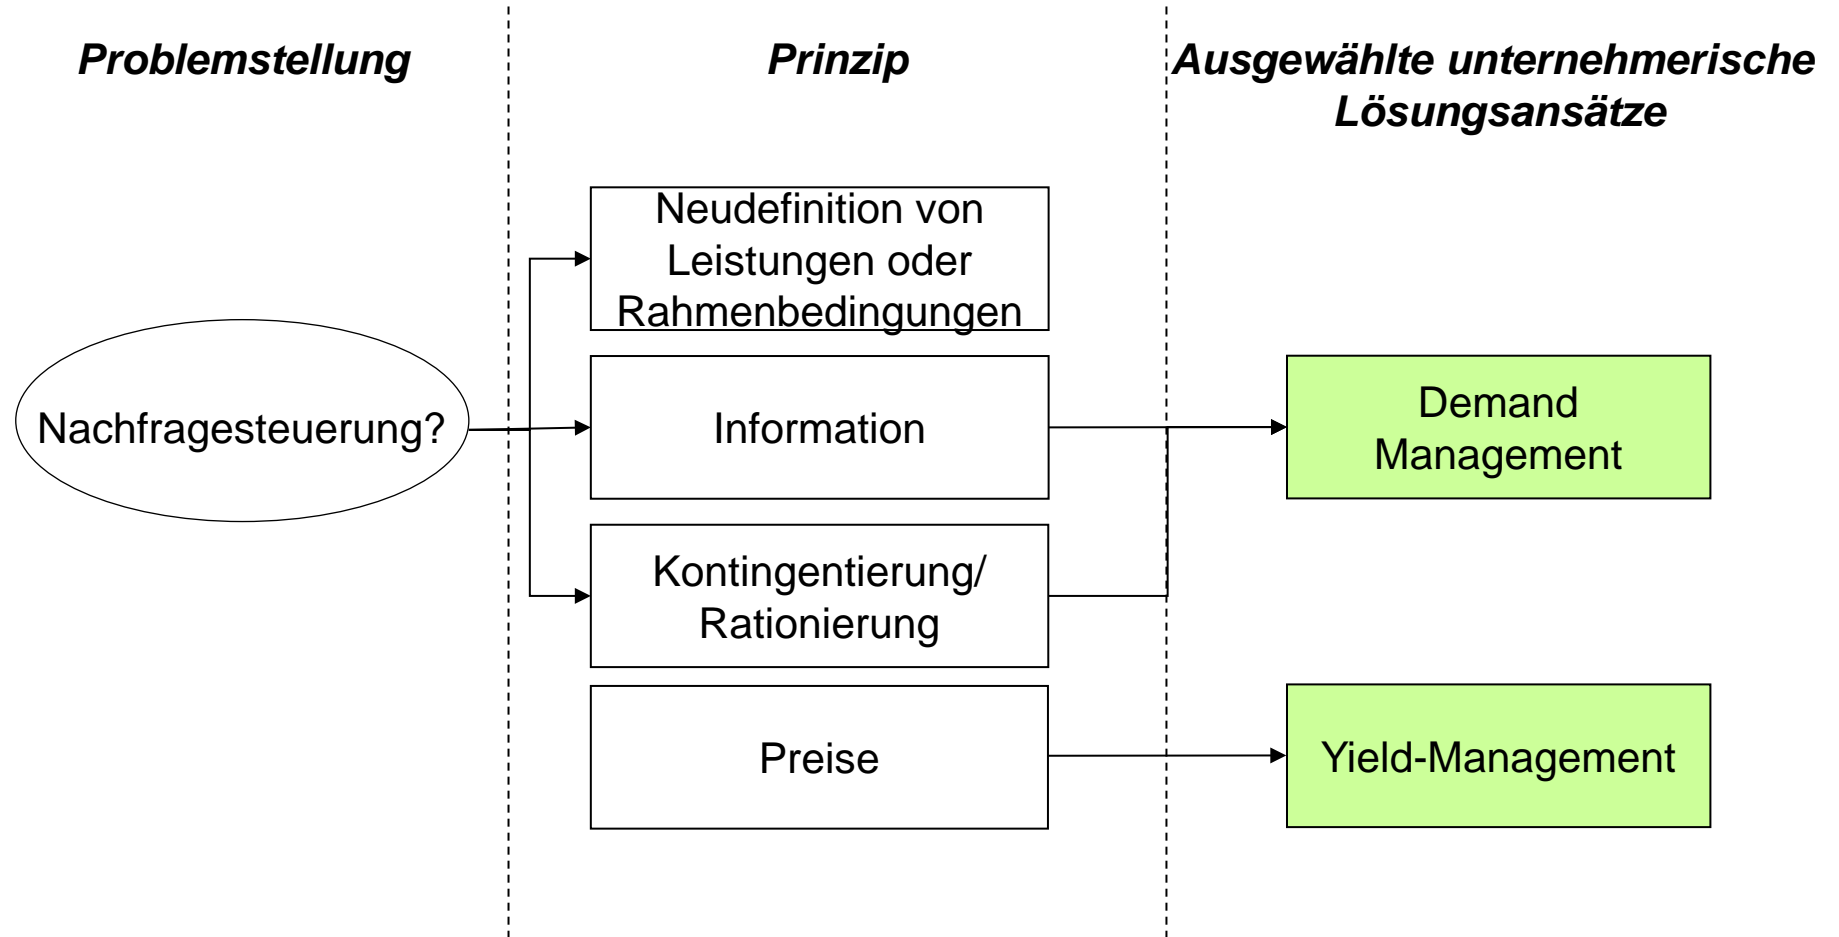 Problemstellung
Prinzip
Ausgewählte unternehmerische
Lösungsansätze
Neudefinition von
Leistungen oder
Rahmenbedingungen
Nachfragesteuerung?
Information
Demand
Management
Kontingentierung/
Rationierung
Preise
Yield-Management